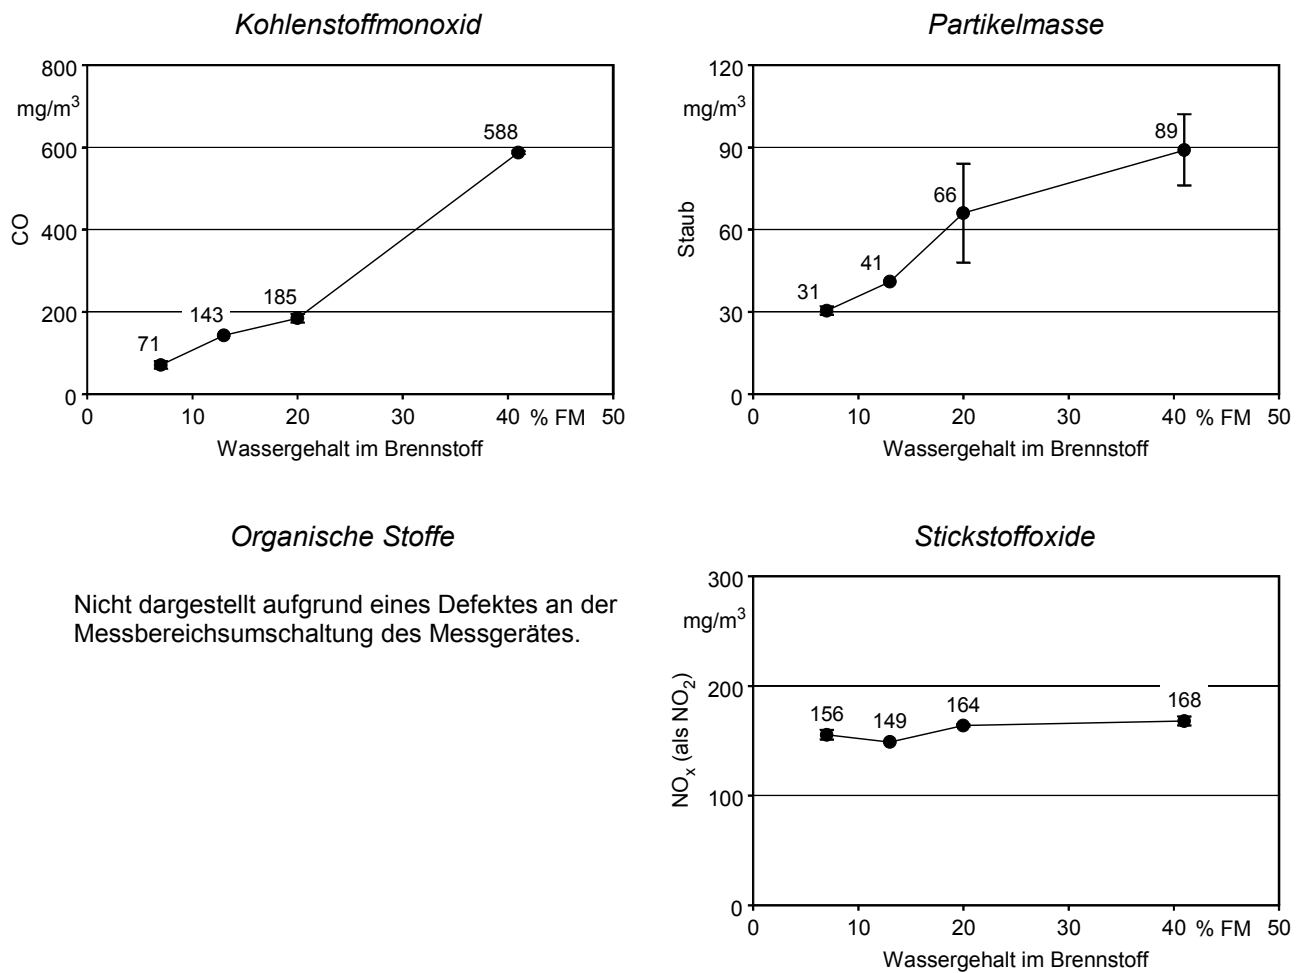 Kohlenstoffmonoxid
800
mg/m³
600
400
200
0
CO
71
143
185
588
0 10 20 30 40 % FM 50
Wassergehalt im Brennstoff
Partikelmasse
120
mg/m³
90
60
30
0
Staub
31
41
66
89
0 10 20 30 40 % FM 50
Wassergehalt im Brennstoff
Organische Stoffe
Nicht dargestellt aufgrund eines Defektes an der
Messbereichsumschaltung des Messgerätes.
Stickstoffoxide
300
mg/m³
200
100
0
NOₓ (als NO₂)
156
149
164
168
0 10 20 30 40 % FM 50
Wassergehalt im Brennstoff